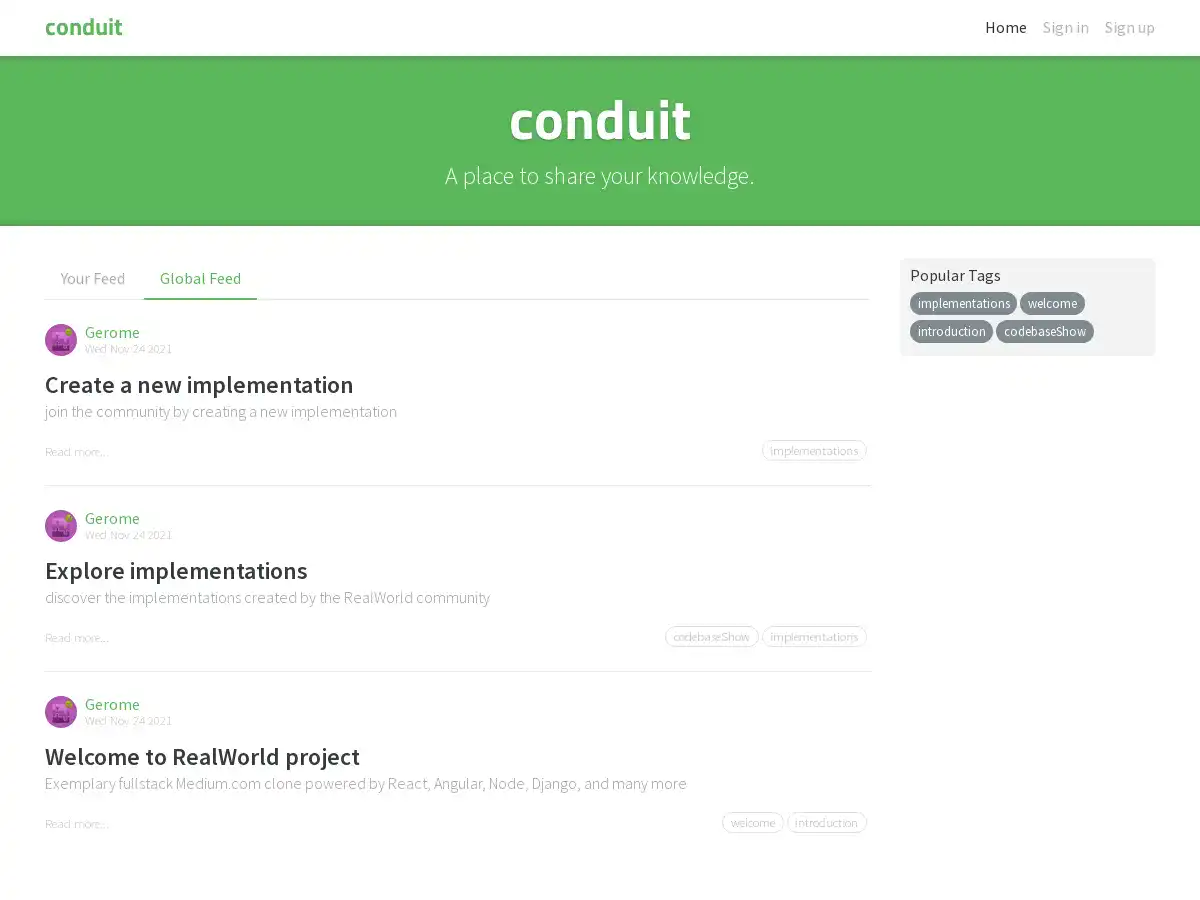 conduit
Home Sign in Sign up
conduit
A place to share your knowledge.
Your Feed Global Feed
Gerome
Wed Nov 24 2021
Create a new implementation
join the community by creating a new implementation
Read more...
implementations
Gerome
Wed Nov 24 2021
Explore implementations
discover the implementations created by the RealWorld community
Read more...
codebaseShow implementations
Gerome
Wed Nov 24 2021
Welcome to RealWorld project
Exemplary fullstack Medium.com clone powered by React, Angular, Node, Django, and many more
Read more...
welcome introduction
Popular Tags
implementations welcome
introduction codebaseShow